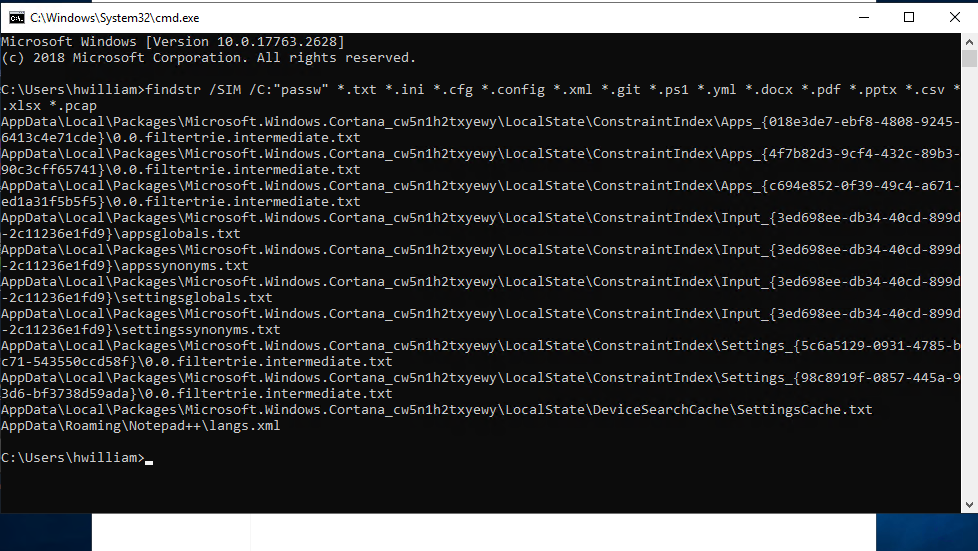 C:\Windows\System32\cmd.exe
Microsoft Windows [Version 10.0.17763.2628]
(c) 2018 Microsoft Corporation. All rights reserved.
C:\Users\hwilliam>findstr /SIM /C:"passw" *.txt *.ini *.cfg *.config *.xml *.git *.ps1 *.yml *.docx *.pdf *.pptx *.csv *
.xlsx *.pcap
AppData\Local\Packages\Microsoft.Windows.Cortana_cw5n1h2txyewy\LocalState\ConstraintIndex\Apps_{018e3de7-ebf8-4808-9245-
6413c4e71cde}\0.0.filtertrie.intermediate.txt
AppData\Local\Packages\Microsoft.Windows.Cortana_cw5n1h2txyewy\LocalState\ConstraintIndex\Apps_{4f7b82d3-9cf4-432c-89b3-
90c3cff65741}\0.0.filtertrie.intermediate.txt
AppData\Local\Packages\Microsoft.Windows.Cortana_cw5n1h2txyewy\LocalState\ConstraintIndex\Apps_{c694e852-0f39-49c4-a671-
ed1a31f5b5f5}\0.0.filtertrie.intermediate.txt
AppData\Local\Packages\Microsoft.Windows.Cortana_cw5n1h2txyewy\LocalState\ConstraintIndex\Input_{3ed698ee-db34-40cd-899d
-2c11236e1fd9}\appsglobals.txt
AppData\Local\Packages\Microsoft.Windows.Cortana_cw5n1h2txyewy\LocalState\ConstraintIndex\Input_{3ed698ee-db34-40cd-899d
-2c11236e1fd9}\appssynonyms.txt
AppData\Local\Packages\Microsoft.Windows.Cortana_cw5n1h2txyewy\LocalState\ConstraintIndex\Input_{3ed698ee-db34-40cd-899d
-2c11236e1fd9}\settingsglobals.txt
AppData\Local\Packages\Microsoft.Windows.Cortana_cw5n1h2txyewy\LocalState\ConstraintIndex\Input_{3ed698ee-db34-40cd-899d
-2c11236e1fd9}\settingssynonyms.txt
AppData\Local\Packages\Microsoft.Windows.Cortana_cw5n1h2txyewy\LocalState\ConstraintIndex\Settings_{5c6a5129-0931-4785-b
c71-543550ccd58f}\0.0.filtertrie.intermediate.txt
AppData\Local\Packages\Microsoft.Windows.Cortana_cw5n1h2txyewy\LocalState\ConstraintIndex\Settings_{98c8919f-0857-445a-9
3d6-bf3738d59ada}\0.0.filtertrie.intermediate.txt
AppData\Local\Packages\Microsoft.Windows.Cortana_cw5n1h2txyewy\LocalState\DeviceSearchCache\SettingsCache.txt
AppData\Roaming\Notepad++\langs.xml
C:\Users\hwilliam>